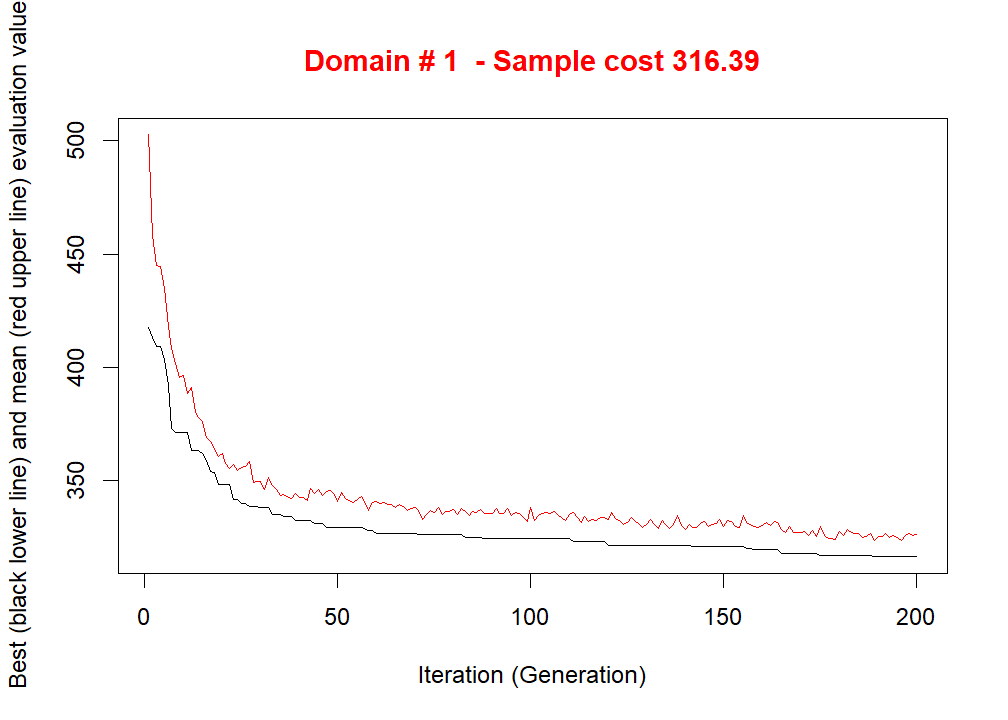 Domain # 1  - Sample cost 316.39
Best (black lower line) and mean (red upper line) evaluation value
500
450
400
350
0 50 100 150 200
Iteration (Generation)